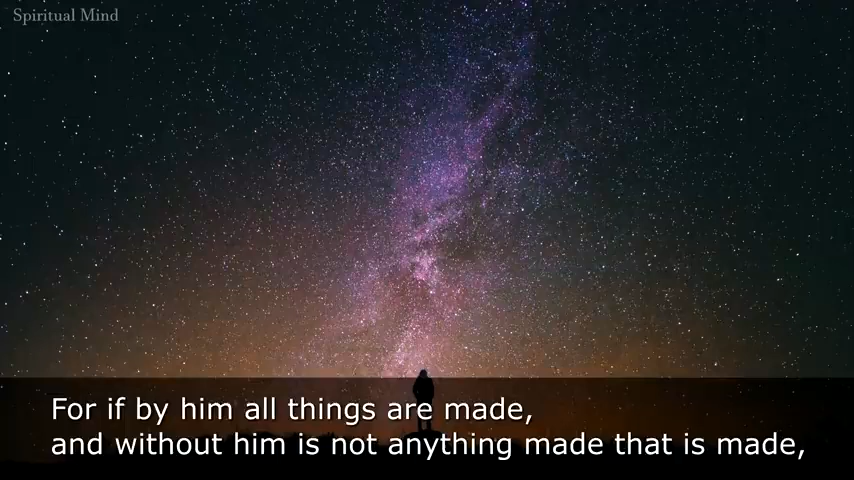 Spiritual Mind
For if by him all things are made,
and without him is not anything made that is made,